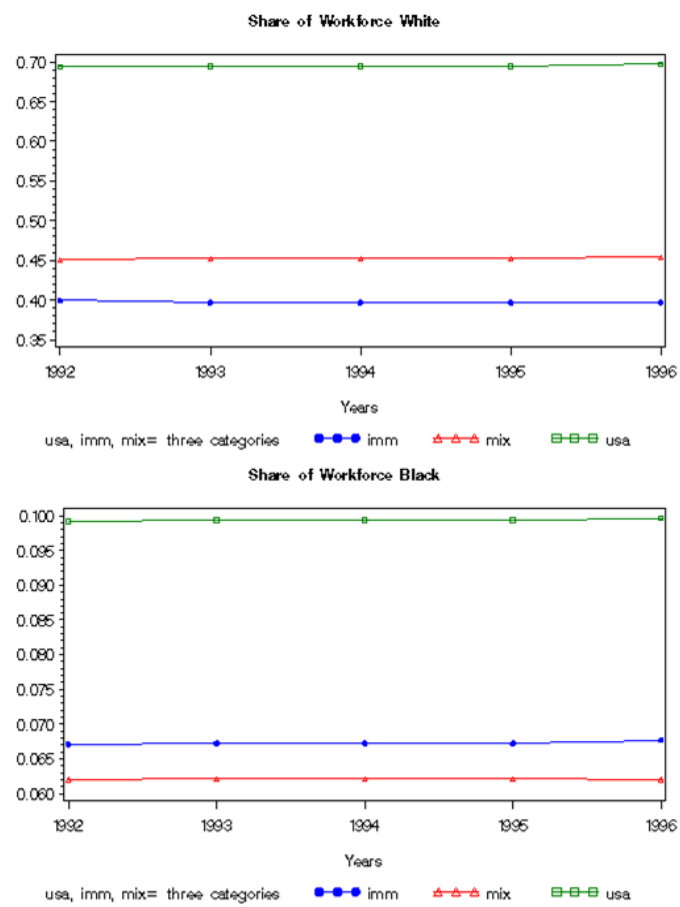 Share of Workforce White
0.70
0.65
0.60
0.55
0.50
0.45
0.40
0.35
1992 1993 1994 1995 1996
Years
usa, imm, mix= three categories imm mix usa
Share of Workforce Black
0.100
0.095
0.090
0.085
0.080
0.075
0.070
0.065
0.060
1992 1993 1994 1995 1996
Years
usa, imm, mix= three categories imm mix usa